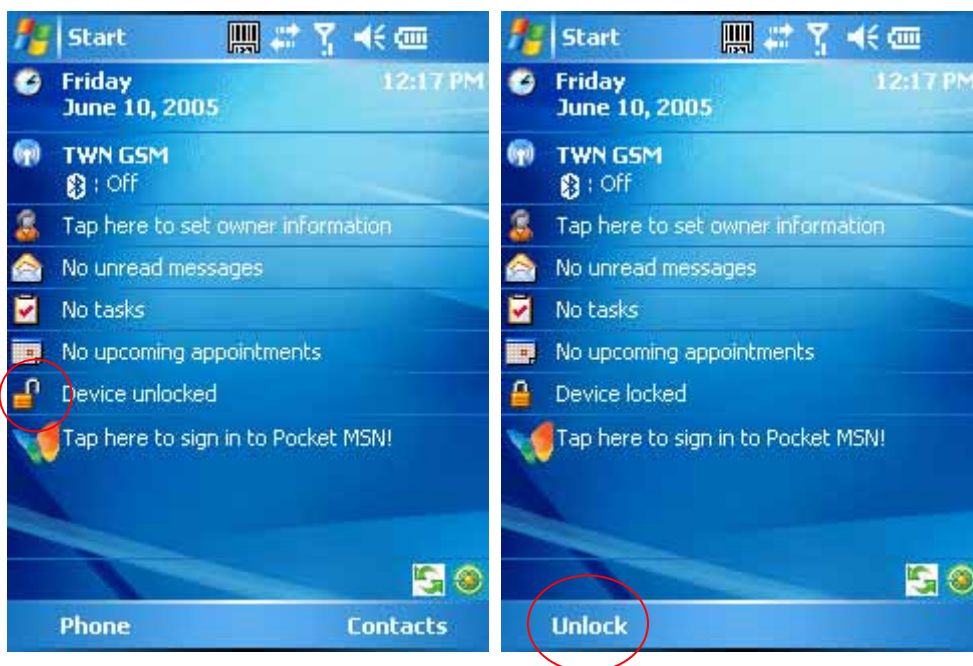 Start
Friday
12:17 PM
June 10, 2005
TWN GSM
: Off
Tap here to set owner information
No unread messages
No tasks
No upcoming appointments
Device unlocked
Tap here to sign in to Pocket MSN!
Phone
Contacts
Start
Friday
12:17 PM
June 10, 2005
TWN GSM
: Off
Tap here to set owner information
No unread messages
No tasks
No upcoming appointments
Device locked
Tap here to sign in to Pocket MSN!
Unlock